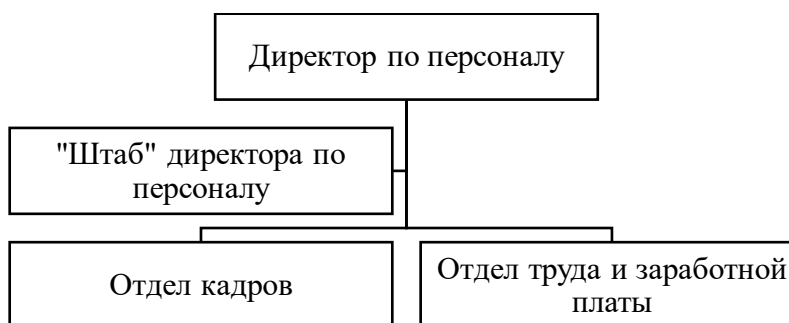 Директор по персоналу
"Штаб" директора по
персоналу
Отдел кадров
Отдел труда и заработной
платы